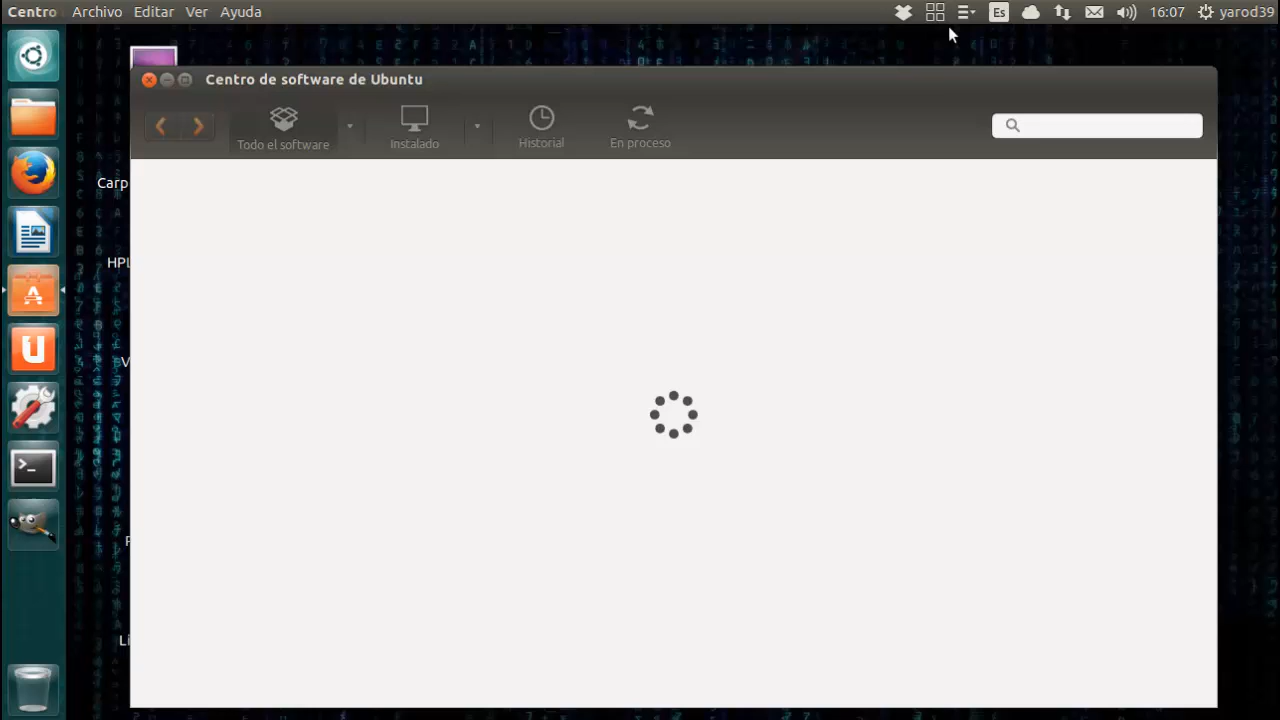 Centro Archivo Editar Ver Ayuda Es 16:07 yarod39
Centro de software de Ubuntu
Todo el software Instalado Historial En proceso
Carp
HPL
V
Li